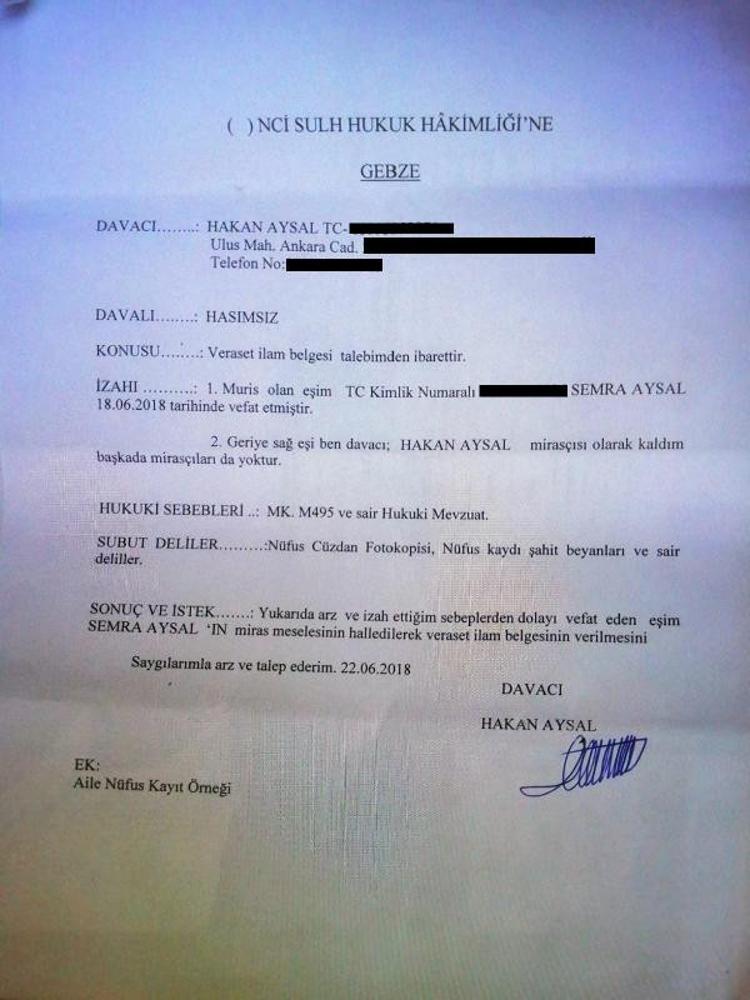 ( ) NCİ SULH HUKUK HÂKİMLİĞİ'NE
GEBZE
DAVACI........: HAKAN AYSAL TC-
Ulus Mah. Ankara Cad.
Telefon No:
DAVALI........: HASIMSIZ
KONUSU........: Veraset ilam belgesi talebimden ibarettir.
İZAHI .........: 1. Muris olan eşim TC Kimlik Numaralı SEMRA AYSAL
18.06.2018 tarihinde vefat etmiştir.
2. Geriye sağ eşi ben davacı; HAKAN AYSAL mirasçısı olarak kaldım
başkada mirasçıları da yoktur.
HUKUKİ SEBEBLERİ ..: MK. M495 ve sair Hukuki Mevzuat.
SUBUT DELİLER.........:Nüfus Cüzdan Fotokopisi, Nüfus kaydı şahit beyanları ve sair
deliller.
SONUÇ VE İSTEK.......: Yukarıda arz ve izah ettiğim sebeplerden dolayı vefat eden eşim
SEMRA AYSAL 'IN miras meselesinin halledilerek veraset ilam belgesinin verilmesini
Saygılarımla arz ve talep ederim. 22.06.2018
DAVACI
HAKAN AYSAL
EK:
Aile Nüfus Kayıt Örneği